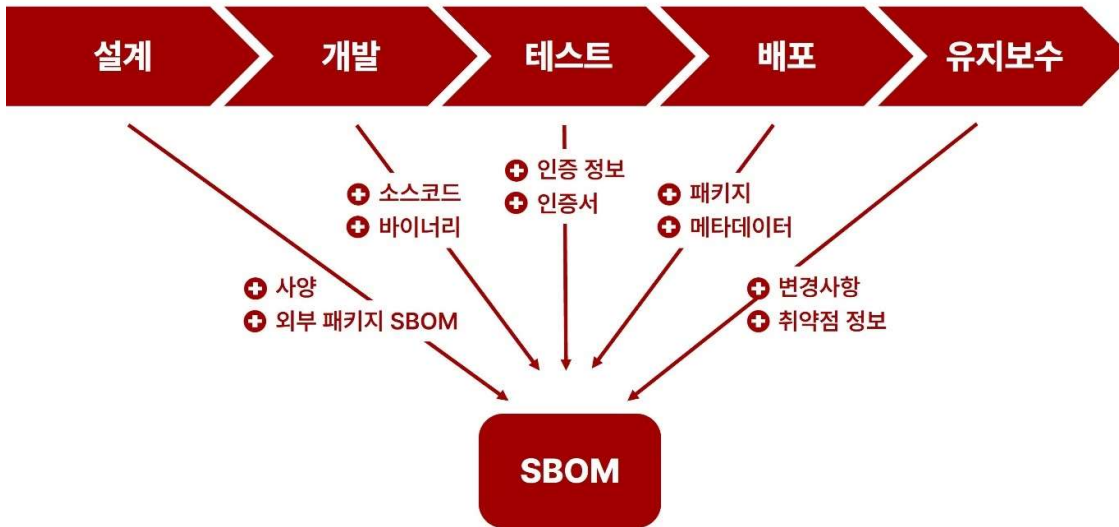 설계
개발
테스트
배포
유지보수
소스코드
바이너리
인증 정보
인증서
패키지
메타데이터
사양
외부 패키지 SBOM
변경사항
취약점 정보
SBOM